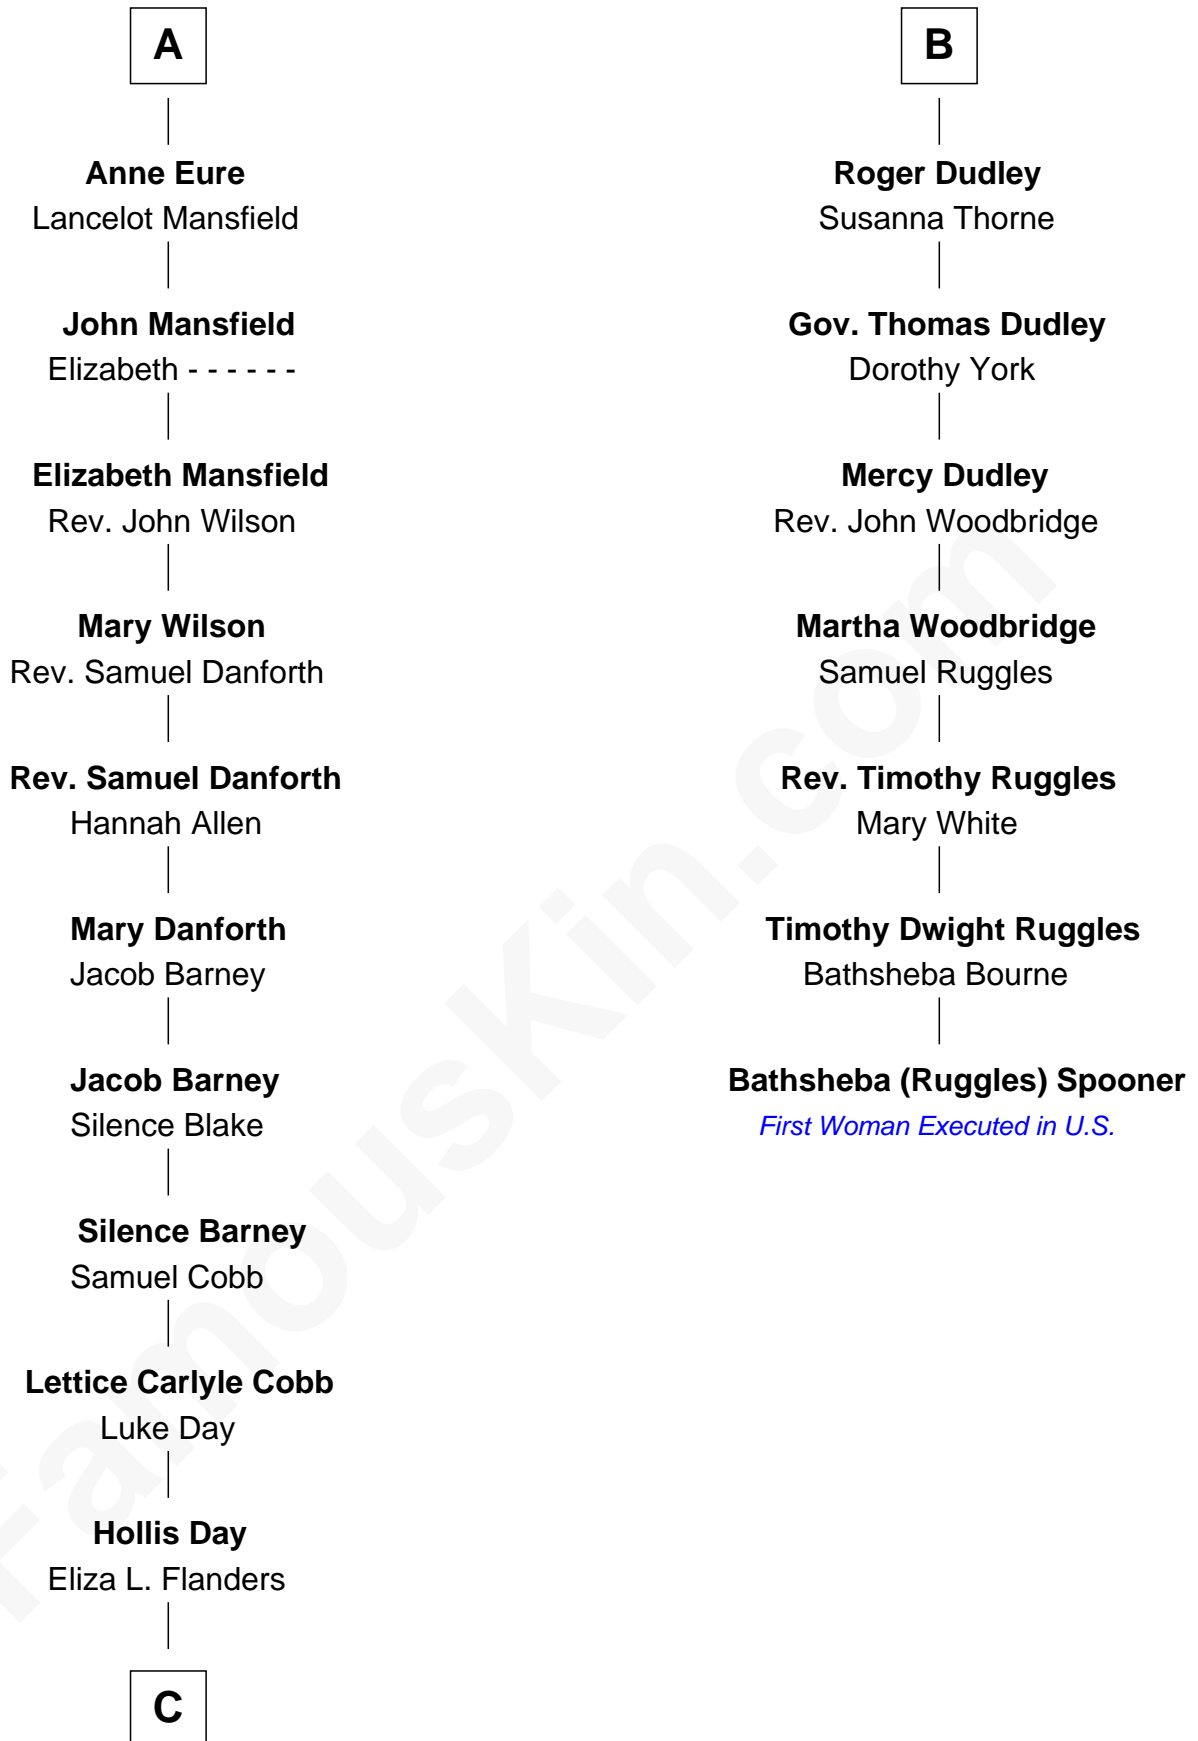 A
Anne Eure
Lancelot Mansfield
John Mansfield
Elizabeth - - - - - -
Elizabeth Mansfield
Rev. John Wilson
Mary Wilson
Rev. Samuel Danforth
Rev. Samuel Danforth
Hannah Allen
Mary Danforth
Jacob Barney
Jacob Barney
Silence Blake
Silence Barney
Samuel Cobb
Lettice Carlyle Cobb
Luke Day
Hollis Day
Eliza L. Flanders
C
B
Roger Dudley
Susanna Thorne
Gov. Thomas Dudley
Dorothy York
Mercy Dudley
Rev. John Woodbridge
Martha Woodbridge
Samuel Ruggles
Rev. Timothy Ruggles
Mary White
Timothy Dwight Ruggles
Bathsheba Bourne
Bathsheba (Ruggles) Spooner
First Woman Executed in U.S.
FamousKin.com